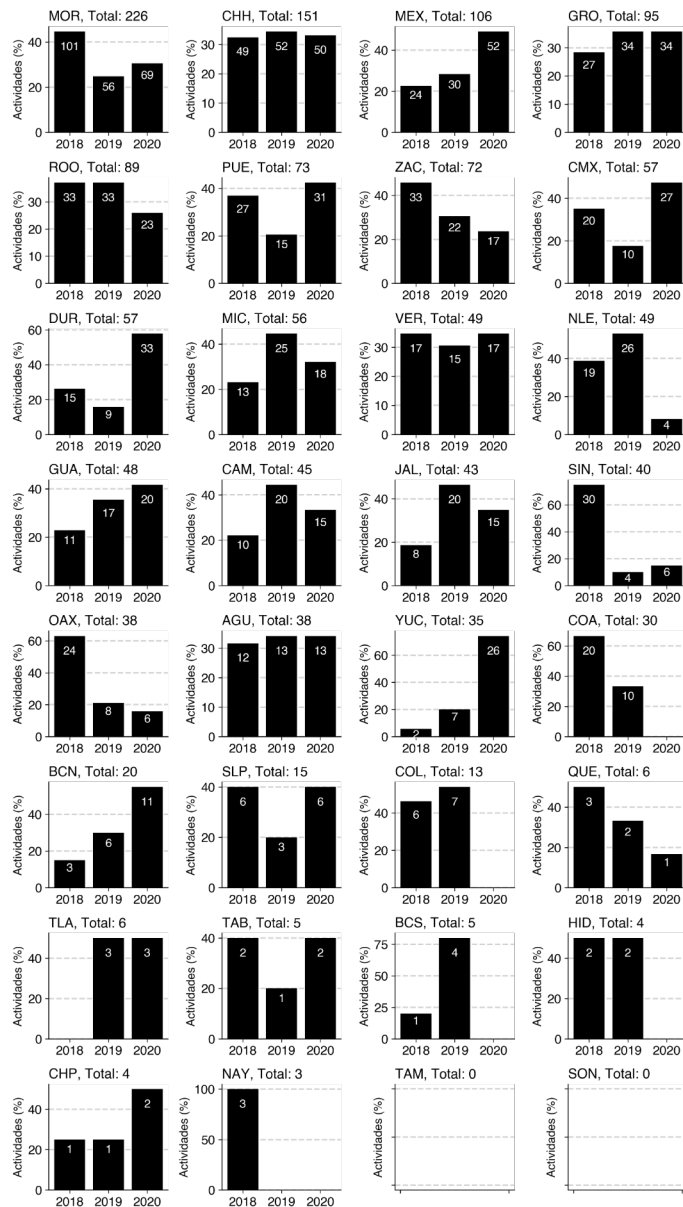 MOR, Total: 226
Actividades (%)
40
20
0
101
56
69
2018 2019 2020
CHH, Total: 151
Actividades (%)
30
20
10
0
49
52
50
2018 2019 2020
MEX, Total: 106
Actividades (%)
40
20
0
24
30
52
2018 2019 2020
GRO, Total: 95
Actividades (%)
30
20
10
0
27
34
34
2018 2019 2020
ROO, Total: 89
Actividades (%)
30
20
10
0
33
33
23
2018 2019 2020
PUE, Total: 73
Actividades (%)
40
20
0
27
15
31
2018 2019 2020
ZAC, Total: 72
Actividades (%)
40
20
0
33
22
17
2018 2019 2020
CMX, Total: 57
Actividades (%)
40
20
0
20
10
27
2018 2019 2020
DUR, Total: 57
Actividades (%)
60
40
20
0
15
9
33
2018 2019 2020
MIC, Total: 56
Actividades (%)
40
20
0
13
25
18
2018 2019 2020
VER, Total: 49
Actividades (%)
30
20
10
0
17
15
17
2018 2019 2020
NLE, Total: 49
Actividades (%)
40
20
0
19
26
4
2018 2019 2020
GUA, Total: 48
Actividades (%)
40
20
0
11
17
20
2018 2019 2020
CAM, Total: 45
Actividades (%)
40
20
0
10
20
15
2018 2019 2020
JAL, Total: 43
Actividades (%)
40
20
0
8
20
15
2018 2019 2020
SIN, Total: 40
Actividades (%)
60
40
20
0
30
4
6
2018 2019 2020
OAX, Total: 38
Actividades (%)
60
40
20
0
24
8
6
2018 2019 2020
AGU, Total: 38
Actividades (%)
30
20
10
0
12
13
13
2018 2019 2020
YUC, Total: 35
Actividades (%)
60
40
20
0
2
7
26
2018 2019 2020
COA, Total: 30
Actividades (%)
60
40
20
0
20
10
2018 2019 2020
BCN, Total: 20
Actividades (%)
40
20
0
3
6
11
2018 2019 2020
SLP, Total: 15
Actividades (%)
40
20
0
6
3
6
2018 2019 2020
COL, Total: 13
Actividades (%)
40
20
0
6
7
2018 2019 2020
QUE, Total: 6
Actividades (%)
40
20
0
3
2
1
2018 2019 2020
TLA, Total: 6
Actividades (%)
40
20
0
3
3
2018 2019 2020
TAB, Total: 5
Actividades (%)
40
20
0
2
1
2
2018 2019 2020
BCS, Total: 5
Actividades (%)
75
50
25
0
1
4
2018 2019 2020
HID, Total: 4
Actividades (%)
40
20
0
2
2
2018 2019 2020
CHP, Total: 4
Actividades (%)
40
20
0
1
1
2
2018 2019 2020
NAY, Total: 3
Actividades (%)
100
50
0
3
2018 2019 2020
TAM, Total: 0
Actividades (%)
SON, Total: 0
Actividades (%)